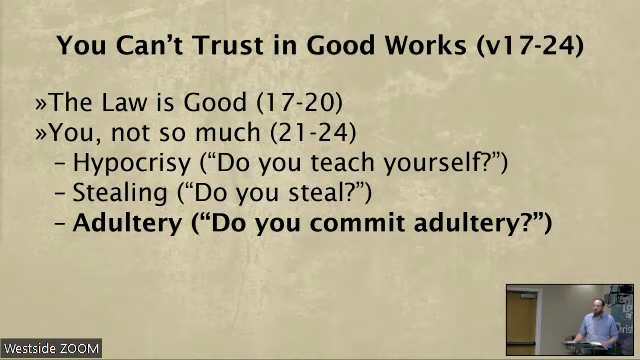 You Can't Trust in Good Works (v17-24)
»The Law is Good (17-20)
»You, not so much (21-24)
– Hypocrisy (“Do you teach yourself?”)
– Stealing (“Do you steal?”)
– Adultery (“Do you commit adultery?”)
Westside ZOOM